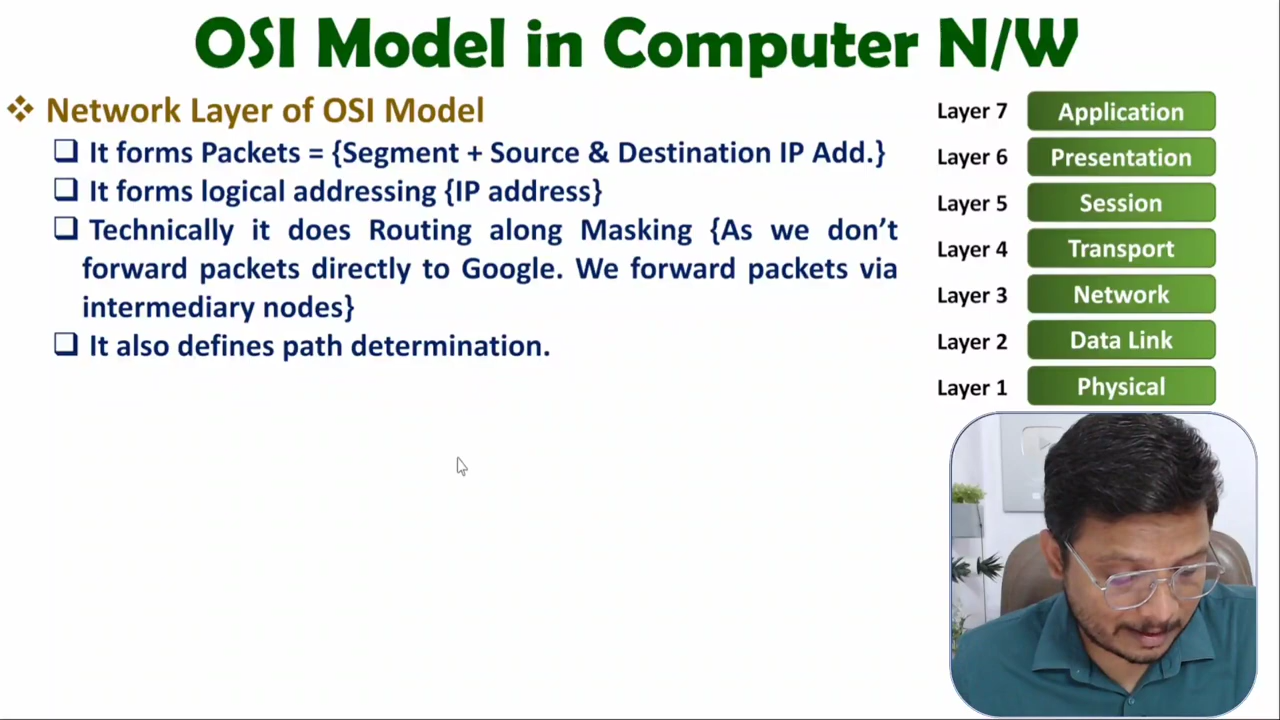 OSI Model in Computer N/W
❖ Network Layer of OSI Model
❑ It forms Packets = {Segment + Source & Destination IP Add.}
❑ It forms logical addressing {IP address}
❑ Technically it does Routing along Masking {As we don’t
forward packets directly to Google. We forward packets via
intermediary nodes}
❑ It also defines path determination.
Layer 7 Application
Layer 6 Presentation
Layer 5 Session
Layer 4 Transport
Layer 3 Network
Layer 2 Data Link
Layer 1 Physical